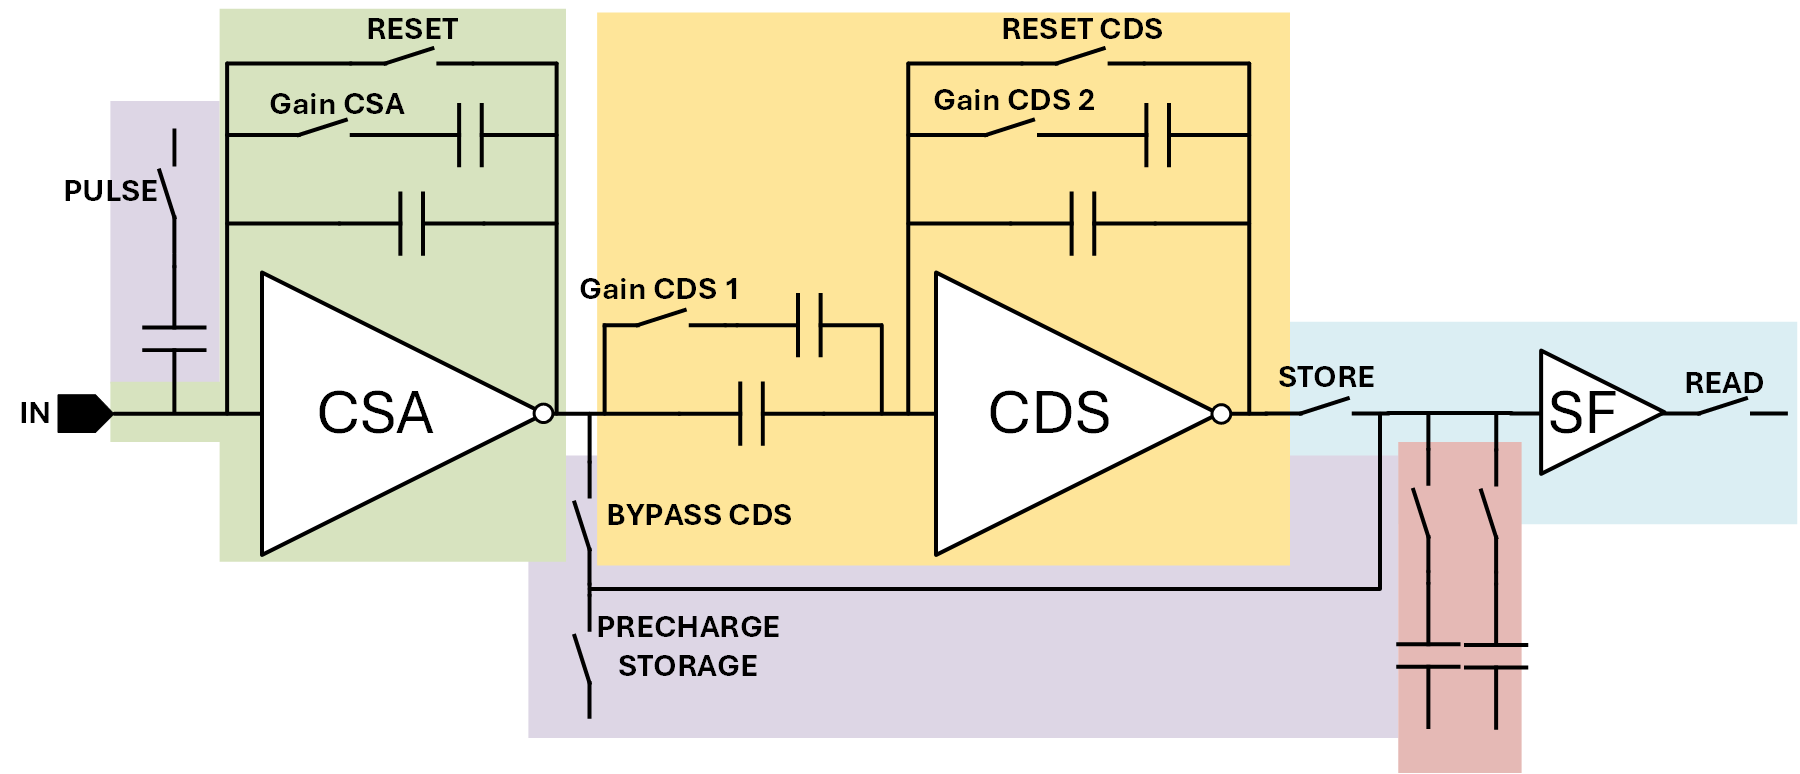 RESET
RESET CDS
Gain CSA
Gain CDS 2
PULSE
Gain CDS 1
IN
CSA
CDS
STORE
SF
READ
BYPASS CDS
PRECHARGE
STORAGE